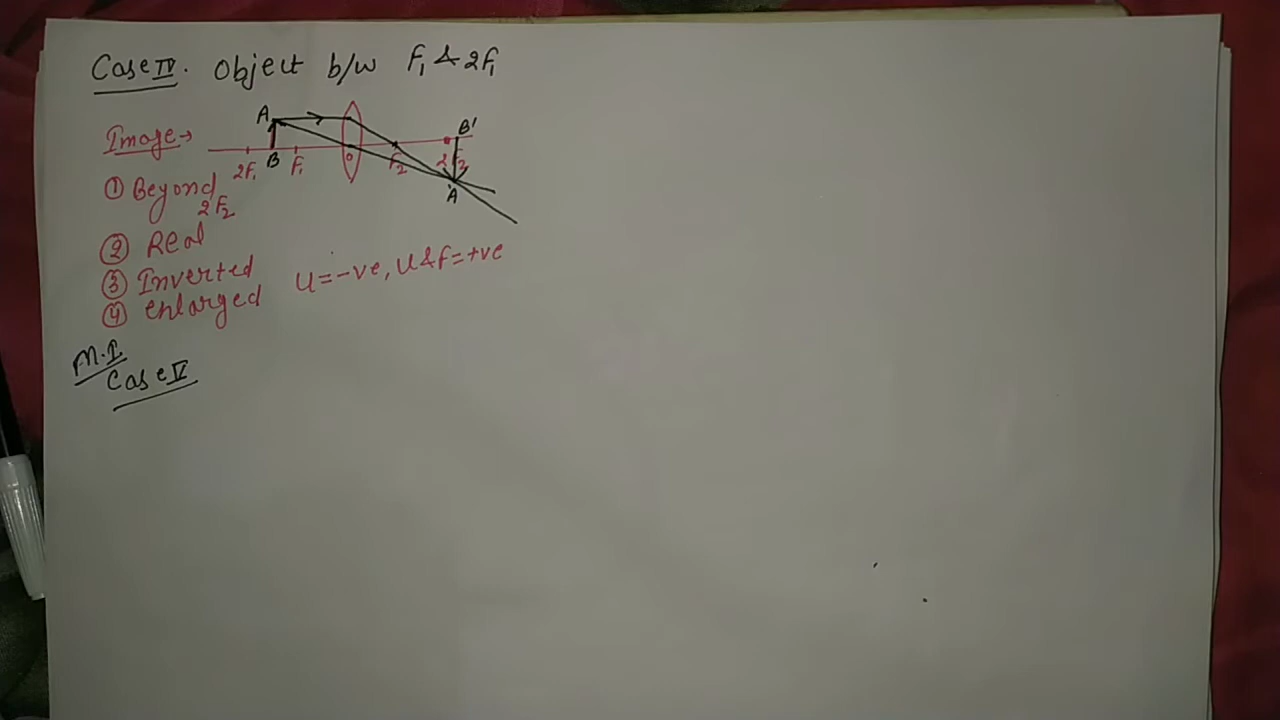 Case IV. Object b/w F₁ & 2F₁
Image→
A
B'
2F₁ B F₁ O F₂ 2F₂
A
① Beyond
2F₂
② Real
③ Inverted
④ enlarged
u=-ve, u&f=+ve
M.I.
Case V